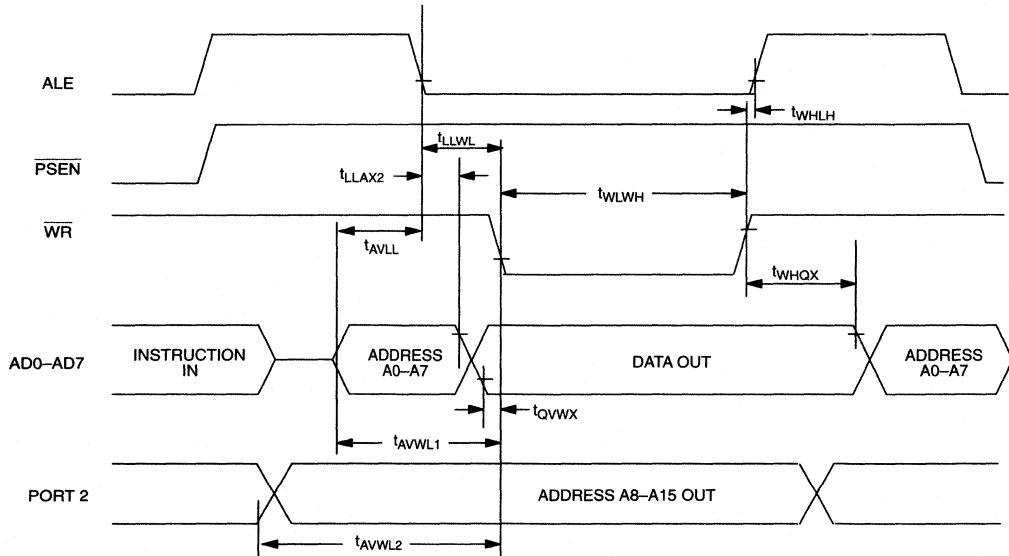 ALE
tWHLH
tLLWL
PSEN
tLLAX2
tWLWH
WR
tAVLL
tWHQX
AD0–AD7
INSTRUCTION
IN
ADDRESS
A0–A7
DATA OUT
ADDRESS
A0–A7
tQVWX
tAVWL1
PORT 2
ADDRESS A8–A15 OUT
tAVWL2